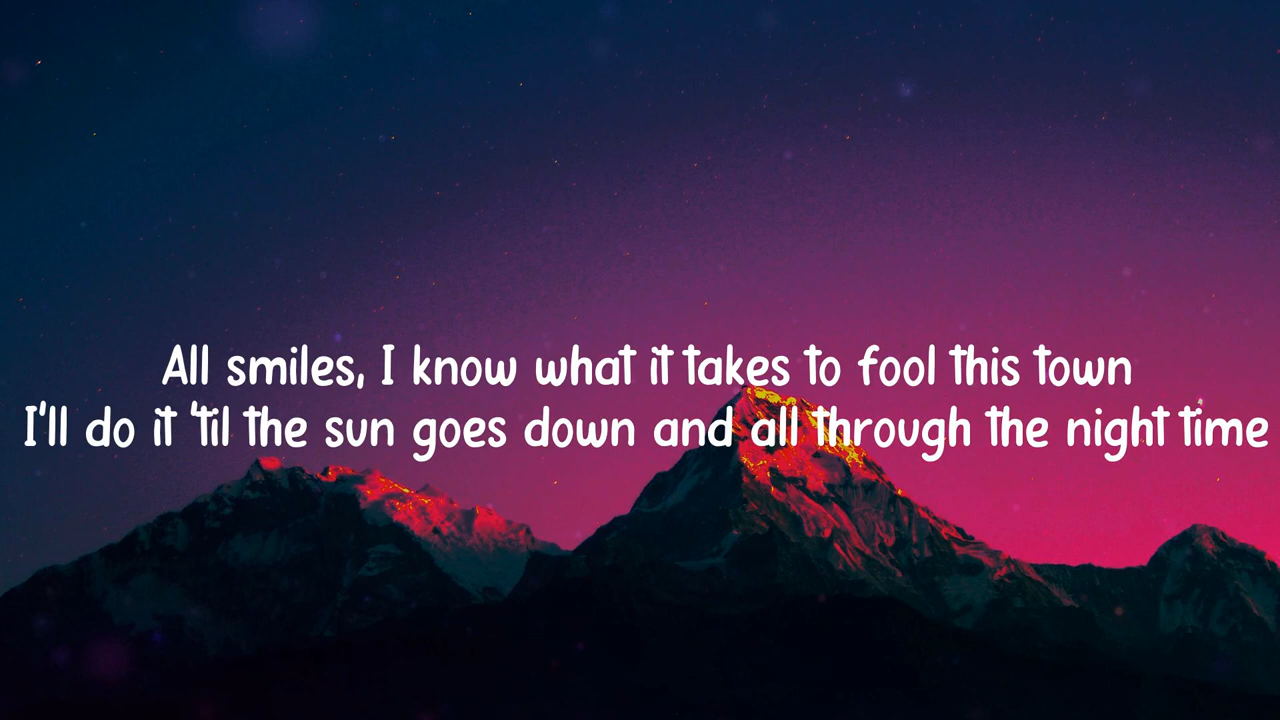 All smiles, I know what it takes to fool this town
I'll do it 'til the sun goes down and all through the night time